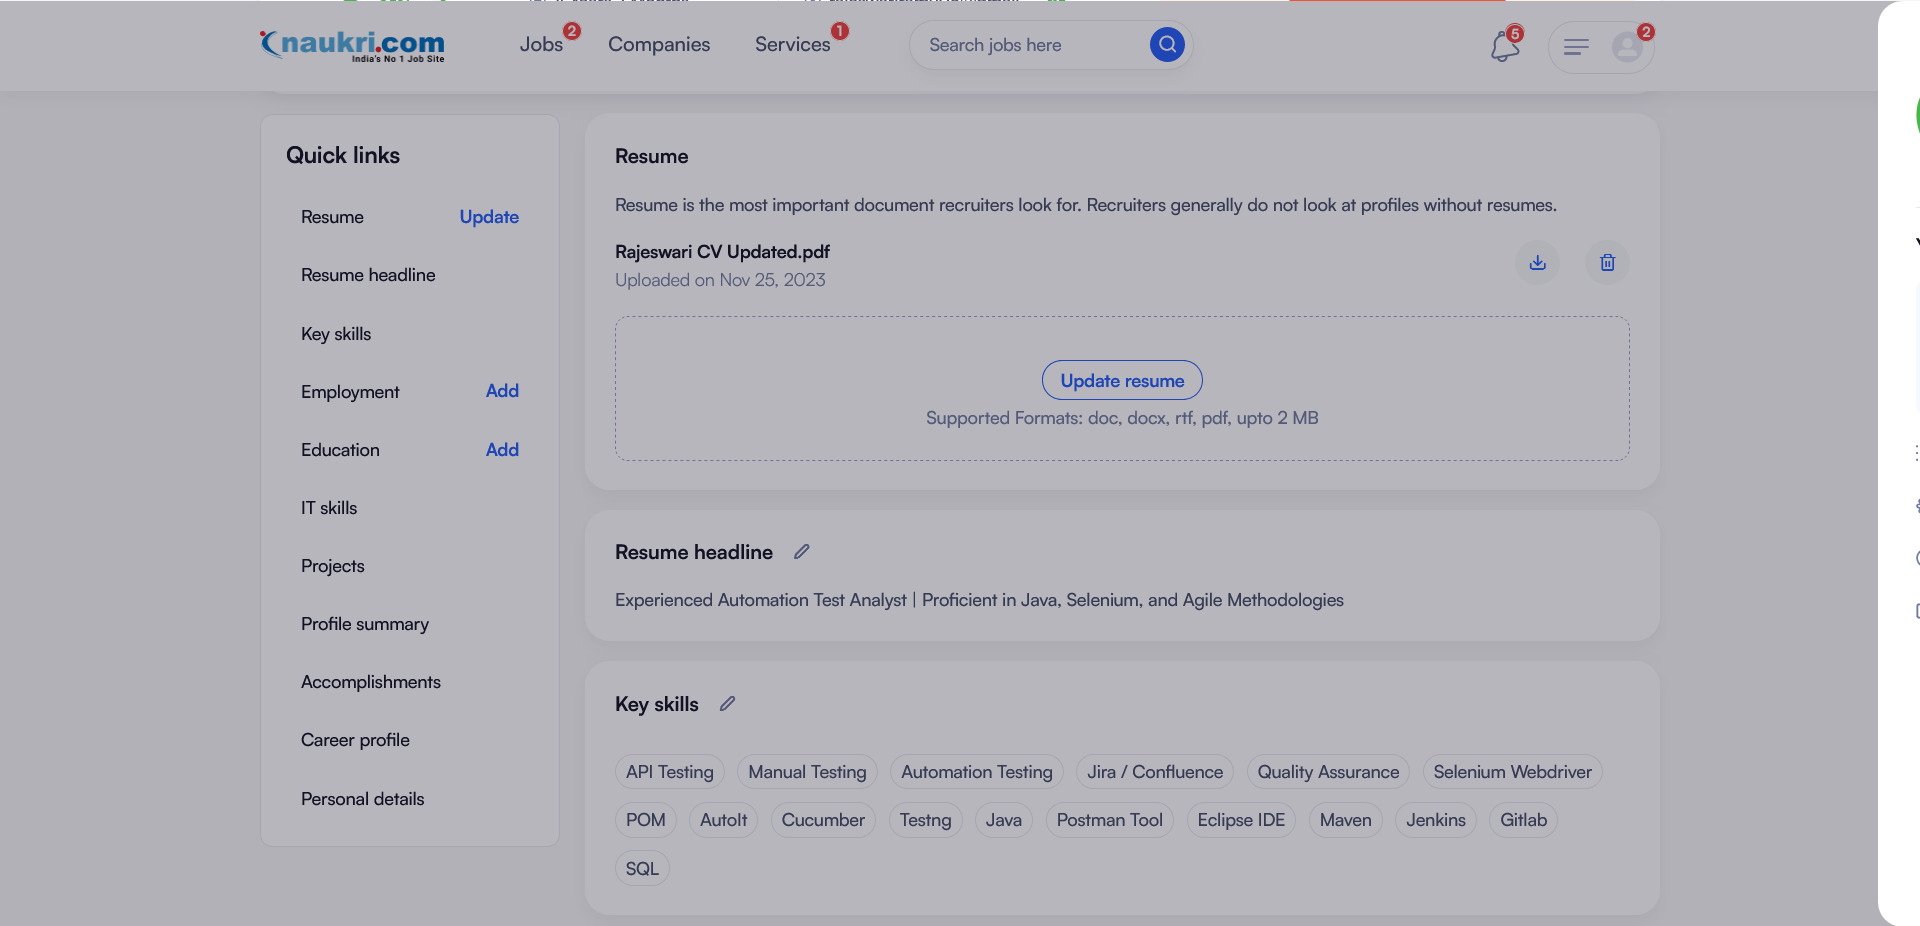 naukri.com
India's No 1 Job Site
Jobs 2
Companies
Services 1
Search jobs here
5
2
Quick links
Resume Update
Resume headline
Key skills
Employment Add
Education Add
IT skills
Projects
Profile summary
Accomplishments
Career profile
Personal details
Resume
Resume is the most important document recruiters look for. Recruiters generally do not look at profiles without resumes.
Rajeswari CV Updated.pdf
Uploaded on Nov 25, 2023
Update resume
Supported Formats: doc, docx, rtf, pdf, upto 2 MB
Resume headline
Experienced Automation Test Analyst | Proficient in Java, Selenium, and Agile Methodologies
Key skills
API Testing Manual Testing Automation Testing Jira / Confluence Quality Assurance Selenium Webdriver
POM AutoIt Cucumber Testng Java Postman Tool Eclipse IDE Maven Jenkins Gitlab
SQL